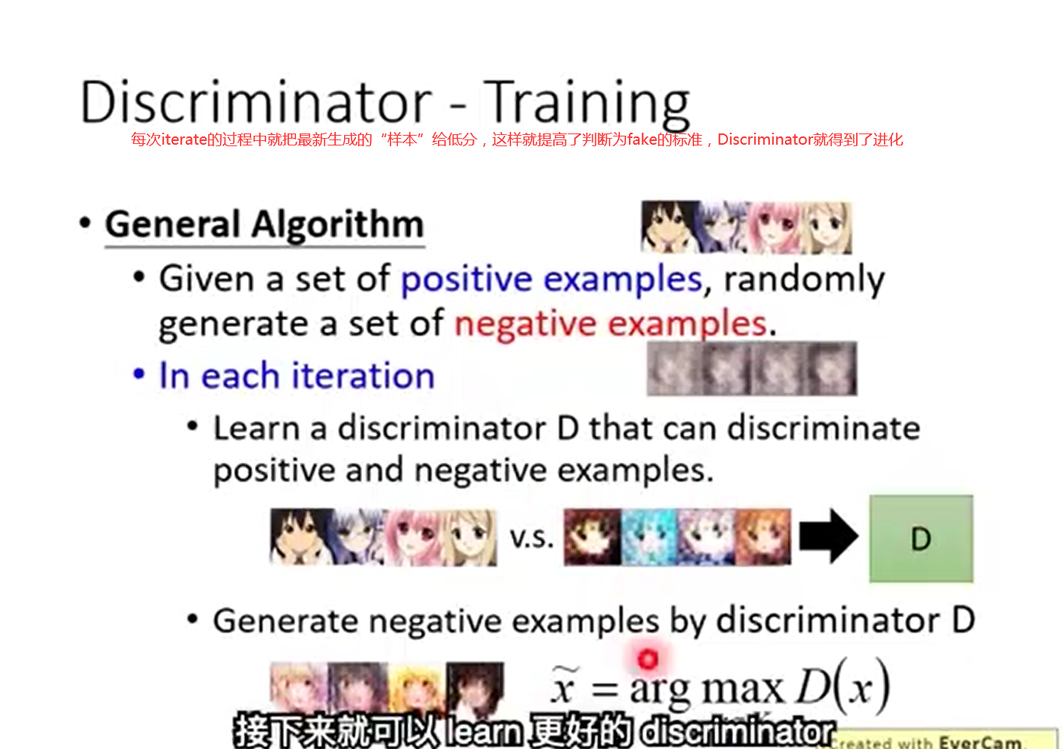 Discriminator - Training
每次iterate的过程中就把最新生成的“样本”给低分，这样就提高了判断为fake的标准，Discriminator就得到了进化
• General Algorithm
• Given a set of positive examples, randomly
generate a set of negative examples.
• In each iteration
• Learn a discriminator D that can discriminate
positive and negative examples.
v.s.
D
• Generate negative examples by discriminator D
x̃ = arg max D(x)
接下来就可以 learn 更好的 discriminator
Created with EverCam.